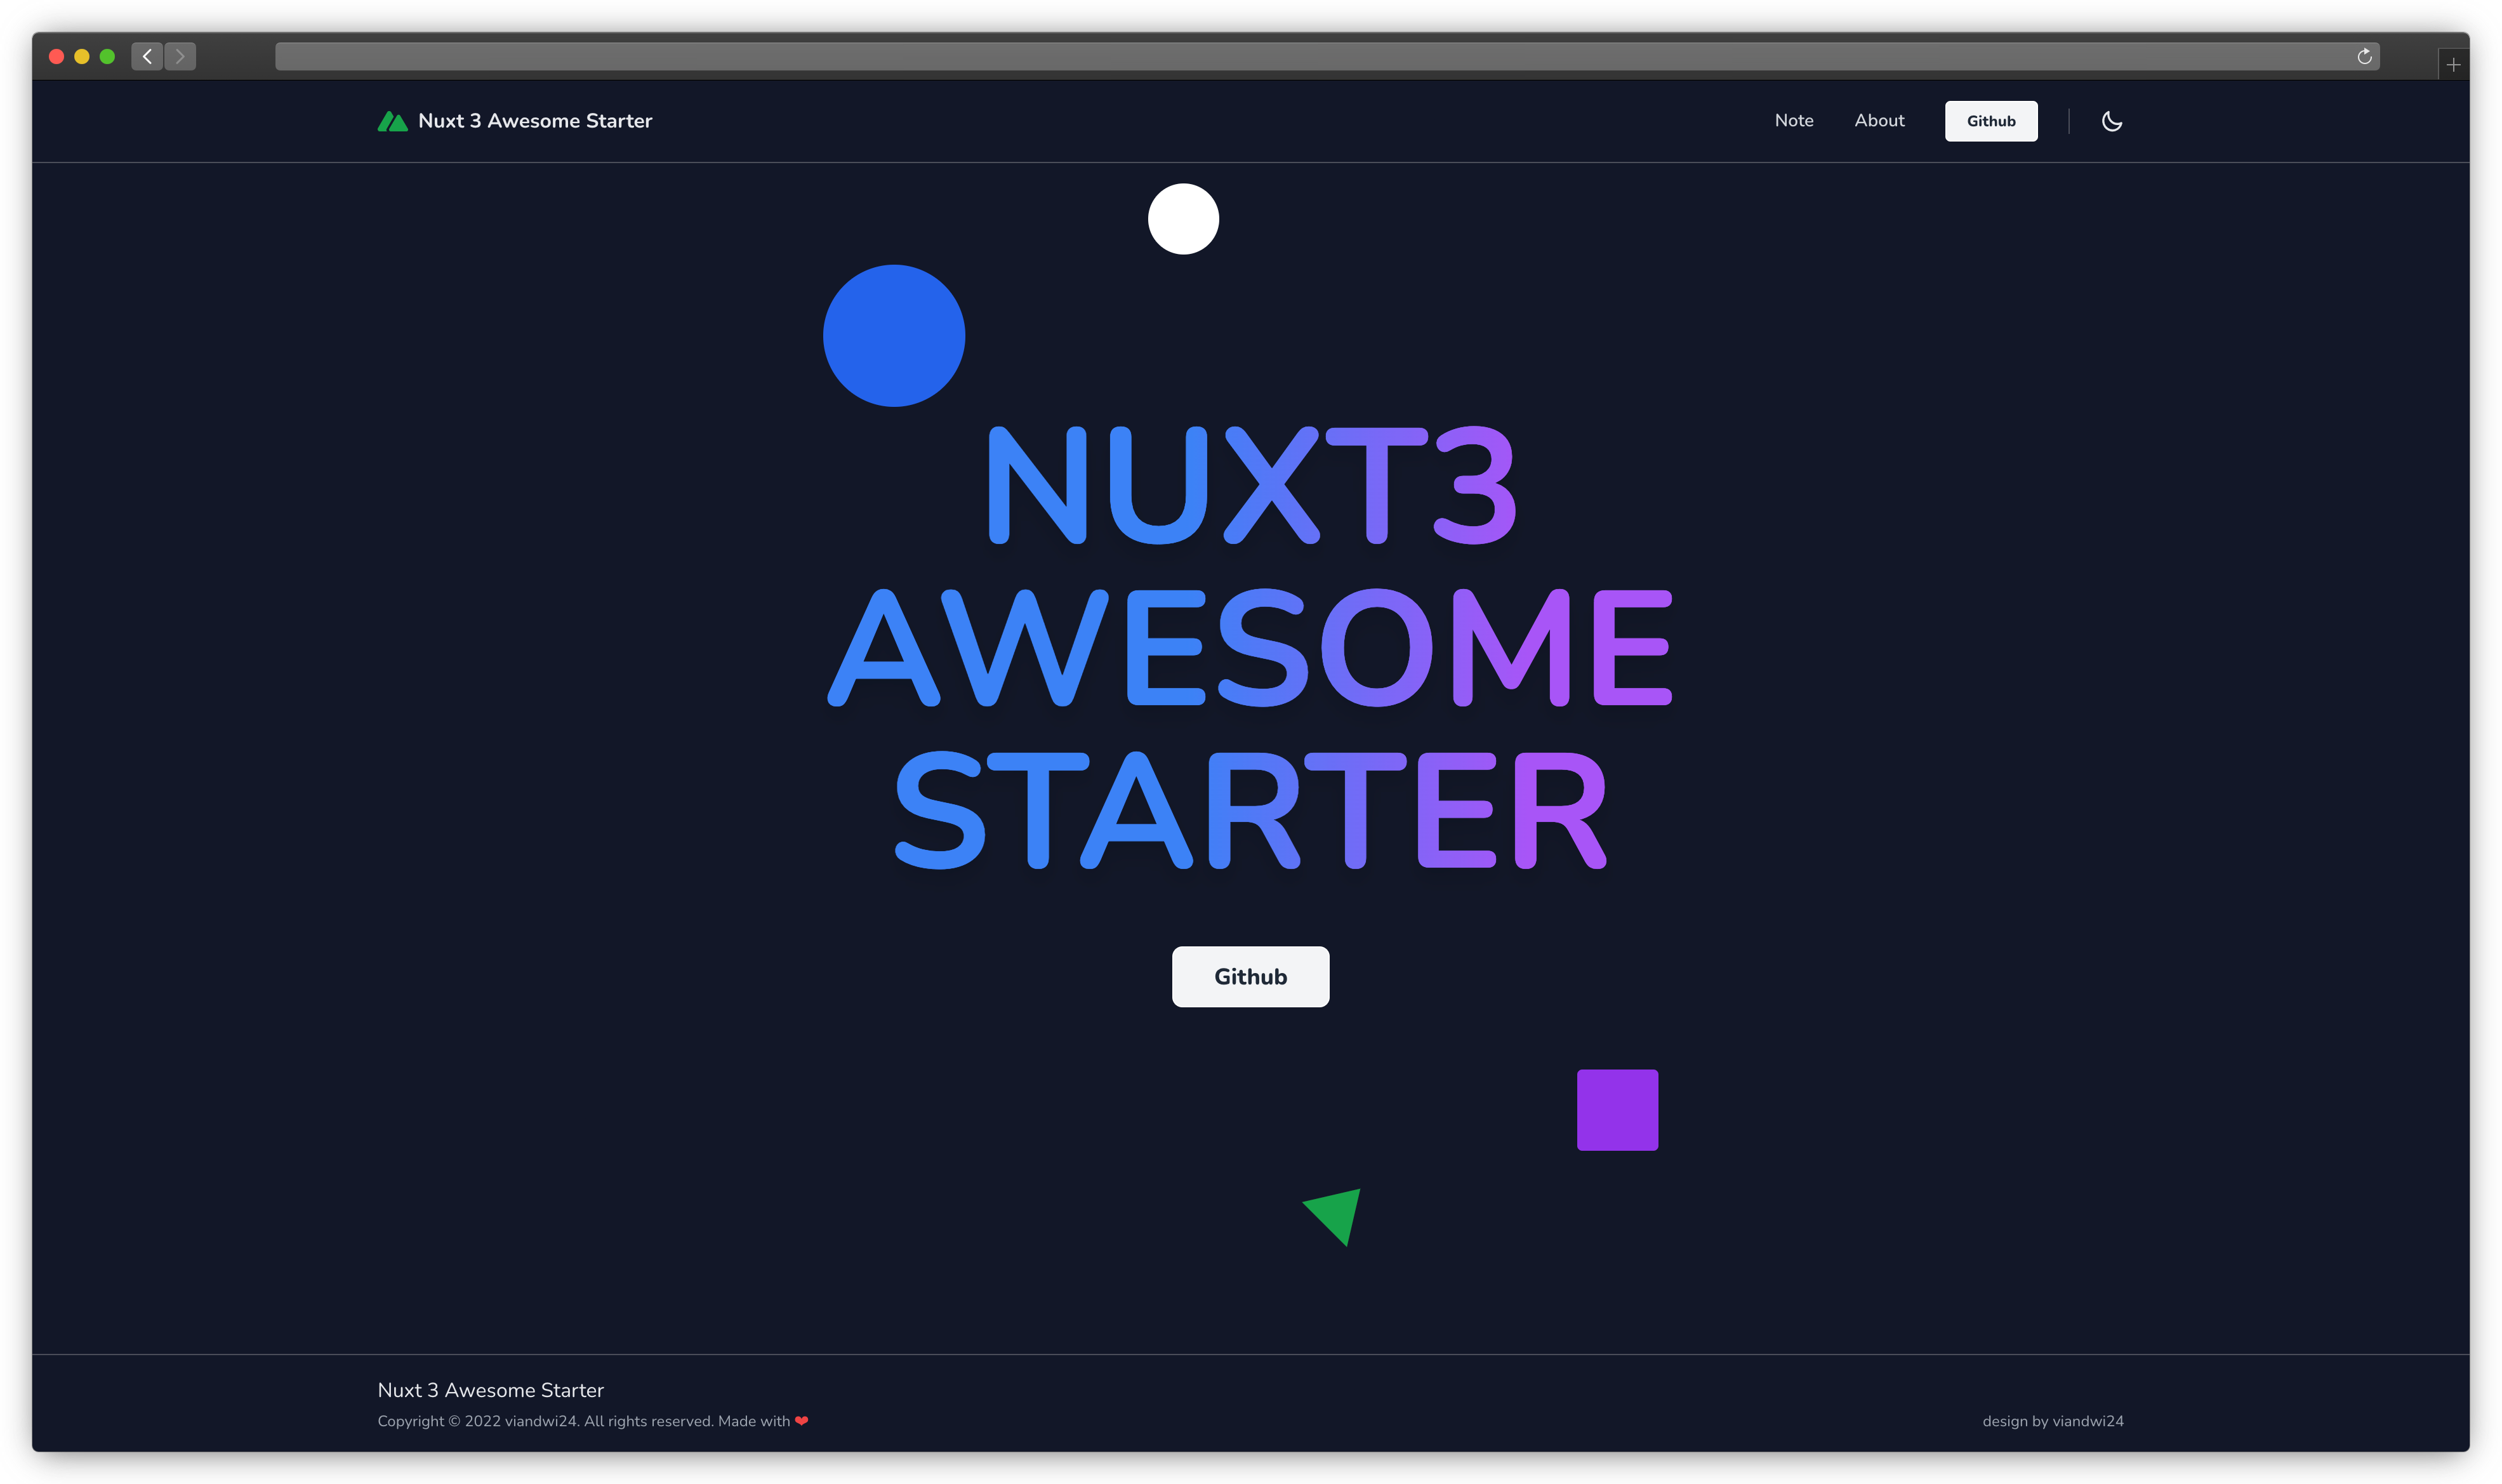 Nuxt 3 Awesome Starter
Note About Github
NUXT3
AWESOME
STARTER
Github
Nuxt 3 Awesome Starter
Copyright © 2022 viandwi24. All rights reserved. Made with ❤
design by viandwi24